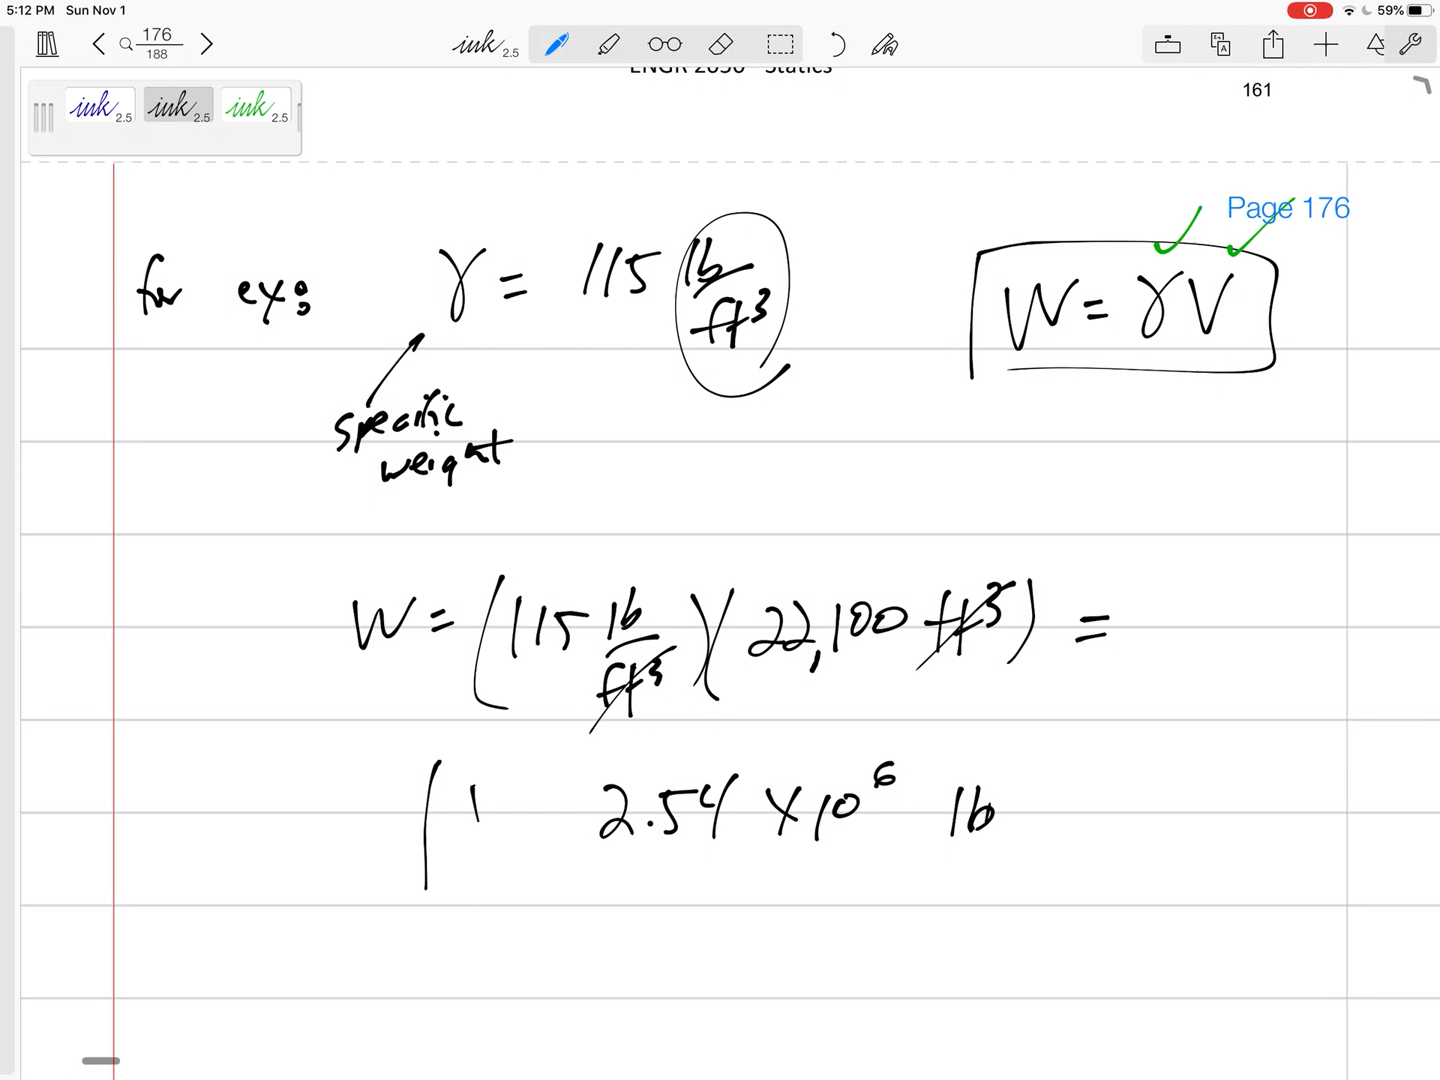 5:12 PM Sun Nov 1
59%
176
188
ink 2.5
ink 2.5 ink 2.5 ink 2.5
161
Page 176
for ex: γ = 115 lb/ft³
W = γV
specific
weight
W = (115 lb/ft³)(22,100 ft³) =
2.54 x10⁶ lb